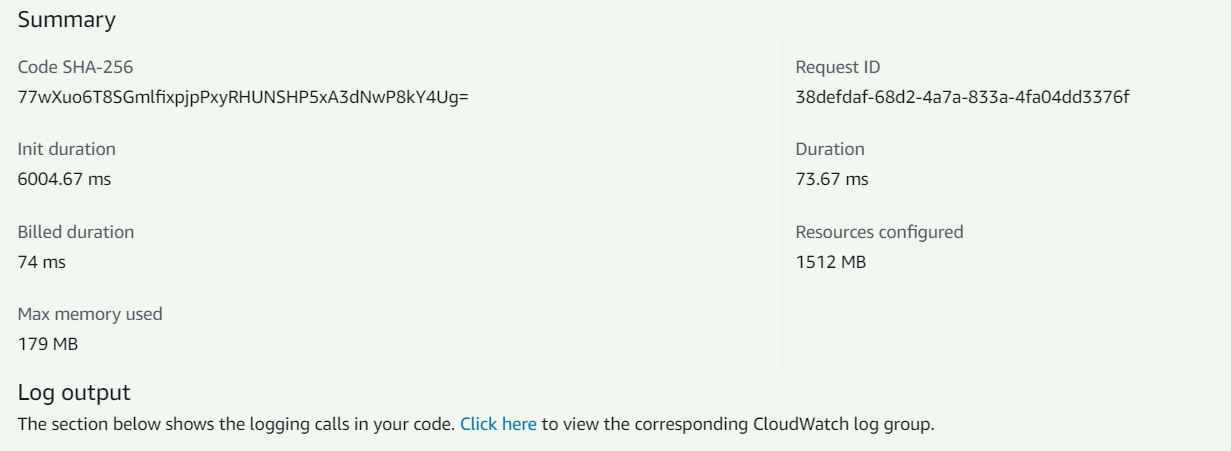 Summary
Code SHA-256
77wXuo6T8SGmlfixpjpPxyRHUNSHP5xA3dNwP8kY4Ug=
Request ID
38defdaf-68d2-4a7a-833a-4fa04dd3376f
Init duration
6004.67 ms
Duration
73.67 ms
Billed duration
74 ms
Resources configured
1512 MB
Max memory used
179 MB
Log output
The section below shows the logging calls in your code. Click here to view the corresponding CloudWatch log group.